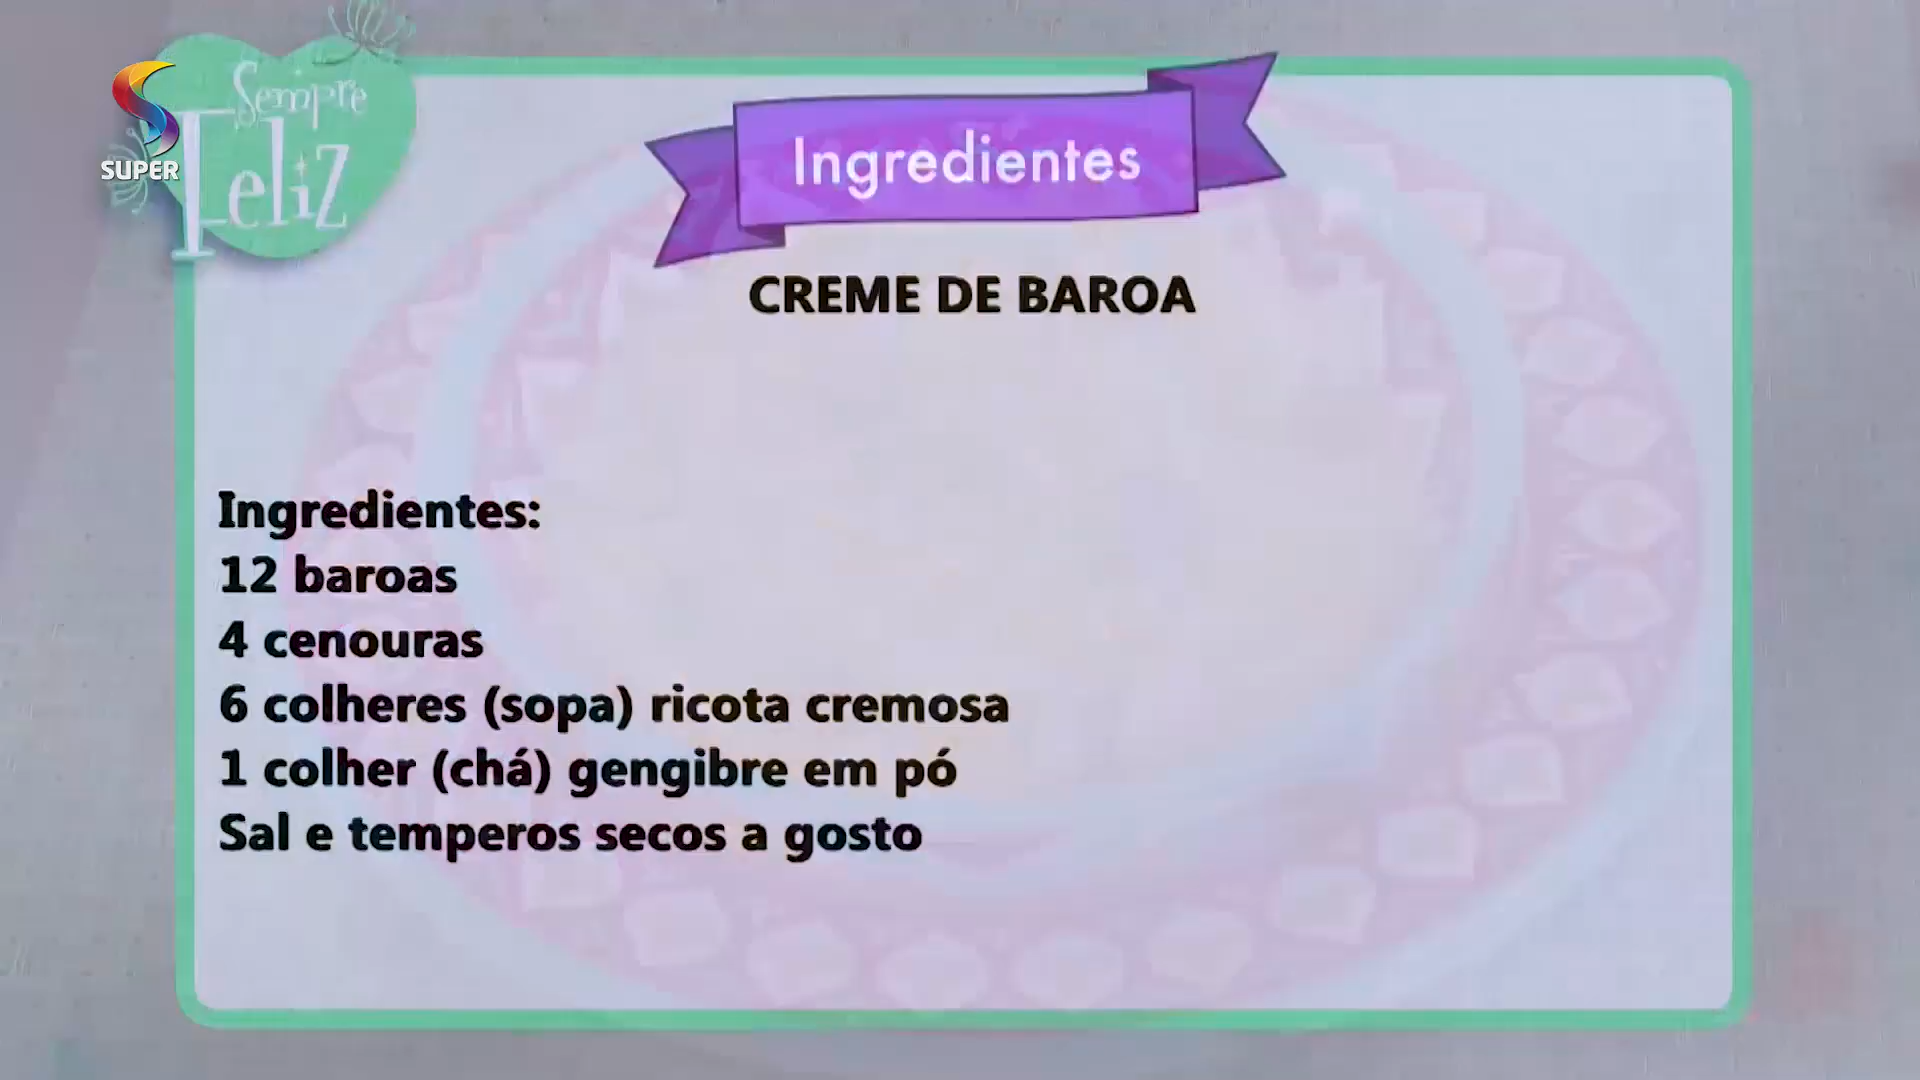 Sempre
Feliz
SUPER
Ingredientes
CREME DE BAROA
Ingredientes:
12 baroas
4 cenouras
6 colheres (sopa) ricota cremosa
1 colher (chá) gengibre em pó
Sal e temperos secos a gosto